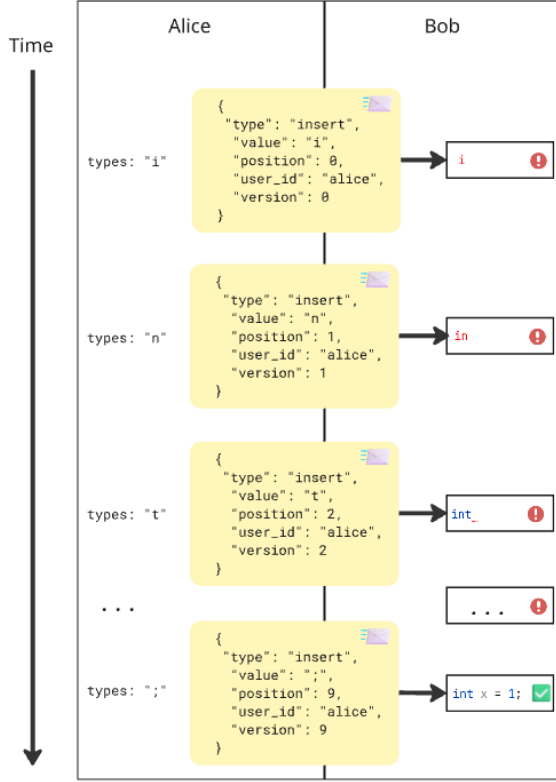 Alice
Bob
Time
{
"type": "insert",
"value": "i",
"position": 0,
"user_id": "alice",
"version": 0
}
types: "i"
i
{
"type": "insert",
"value": "n",
"position": 1,
"user_id": "alice",
"version": 1
}
types: "n"
in
{
"type": "insert",
"value": "t",
"position": 2,
"user_id": "alice",
"version": 2
}
types: "t"
int_
...
...
{
"type": "insert",
"value": ";",
"position": 9,
"user_id": "alice",
"version": 9
}
types: ";"
int x = 1;